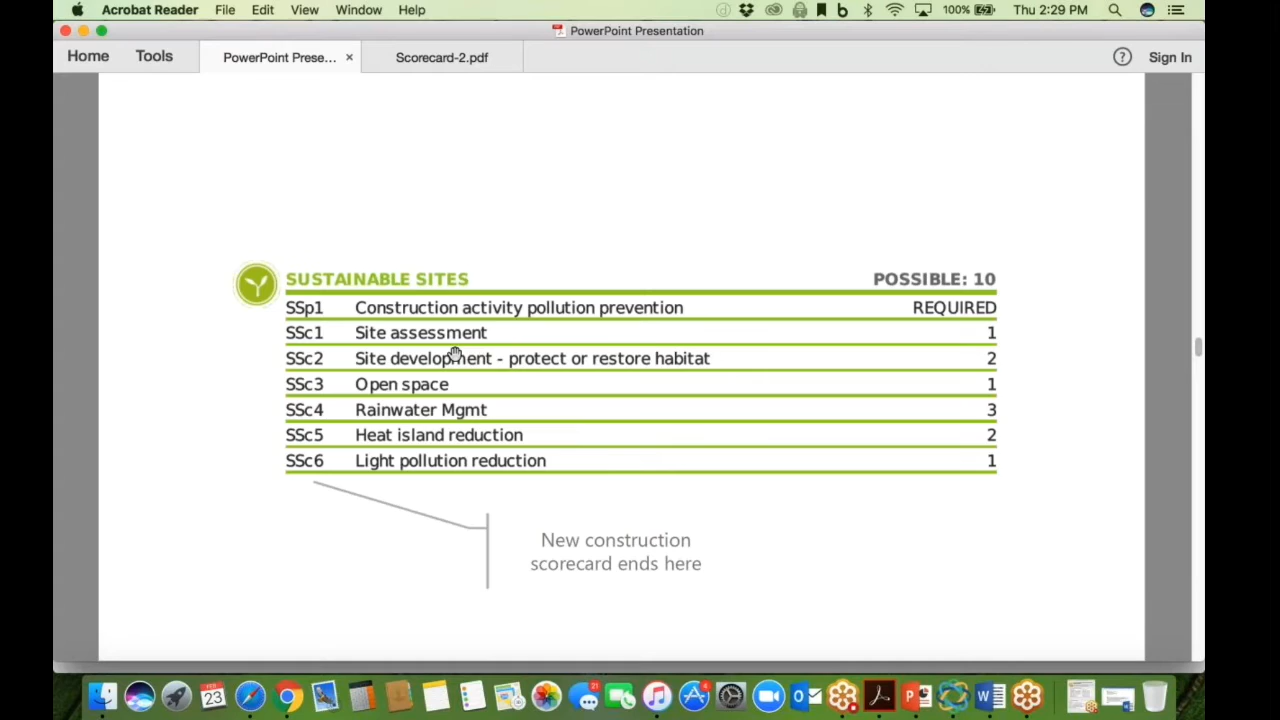 Acrobat Reader File Edit View Window Help 100% Thu 2:29 PM
PowerPoint Presentation
Home Tools PowerPoint Prese... × Scorecard-2.pdf ? Sign In
SUSTAINABLE SITES POSSIBLE: 10
SSp1 Construction activity pollution prevention REQUIRED
SSc1 Site assessment 1
SSc2 Site development - protect or restore habitat 2
SSc3 Open space 1
SSc4 Rainwater Mgmt 3
SSc5 Heat island reduction 2
SSc6 Light pollution reduction 1
New construction
scorecard ends here
FEB
23
21